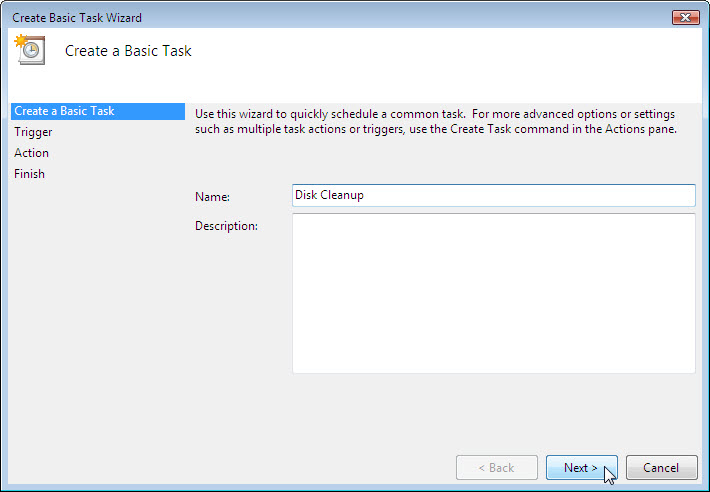 Create Basic Task Wizard
Create a Basic Task
Create a Basic Task
Trigger
Action
Finish
Use this wizard to quickly schedule a common task.  For more advanced options or settings
such as multiple task actions or triggers, use the Create Task command in the Actions pane.
Name:
Disk Cleanup
Description:
< Back
Next >
Cancel